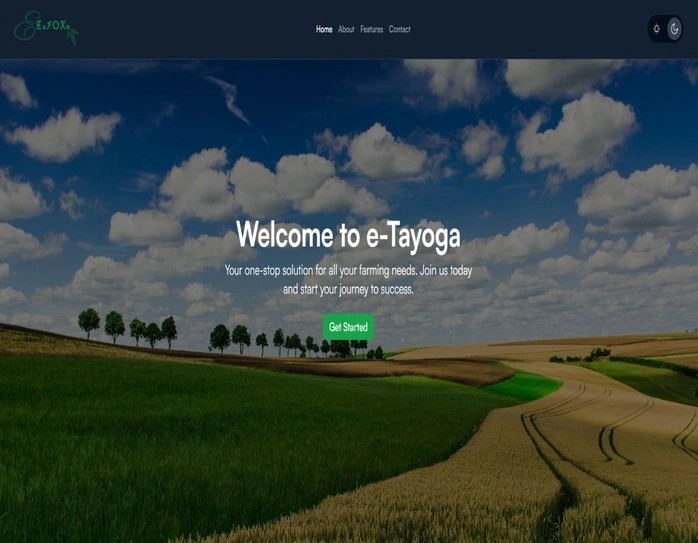 Home About Features Contact
Welcome to e-Tayoga
Your one-stop solution for all your farming needs. Join us today
and start your journey to success.
Get Started